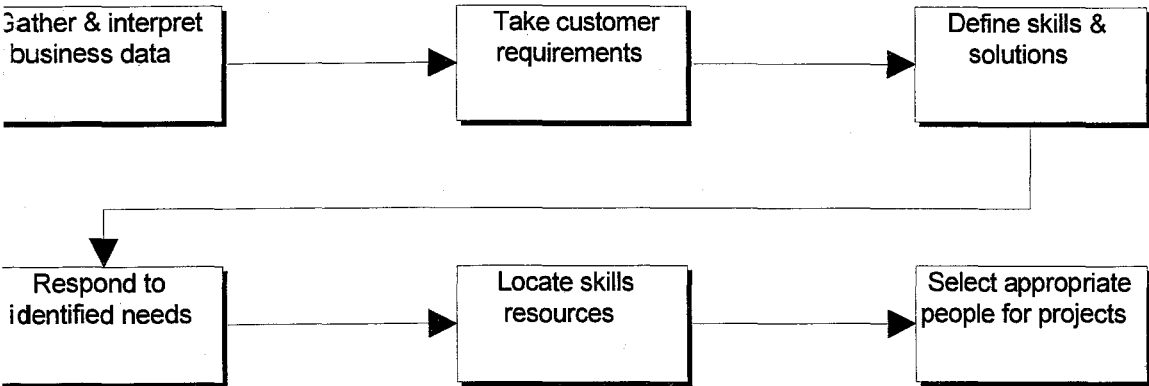 Gather & interpret
business data
Take customer
requirements
Define skills &
solutions
Respond to
identified needs
Locate skills
resources
Select appropriate
people for projects